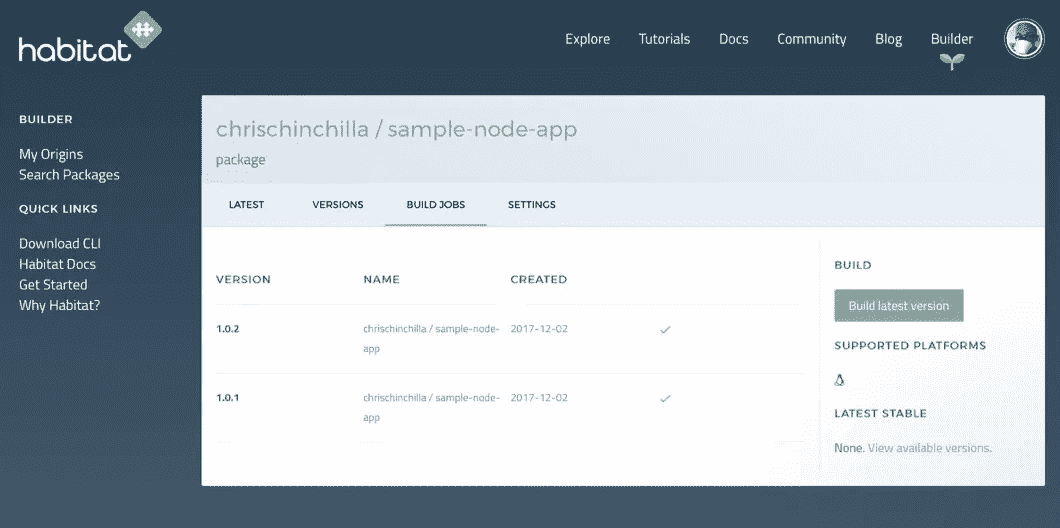 habitat
Explore Tutorials Docs Community Blog Builder
BUILDER
My Origins
Search Packages
QUICK LINKS
Download CLI
Habitat Docs
Get Started
Why Habitat?
chrischinchilla / sample-node-app
package
LATEST VERSIONS BUILD JOBS SETTINGS
VERSION NAME CREATED
1.0.2 chrischinchilla / sample-node- 2017-12-02
app
1.0.1 chrischinchilla / sample-node- 2017-12-02
app
BUILD
Build latest version
SUPPORTED PLATFORMS
LATEST STABLE
None. View available versions.